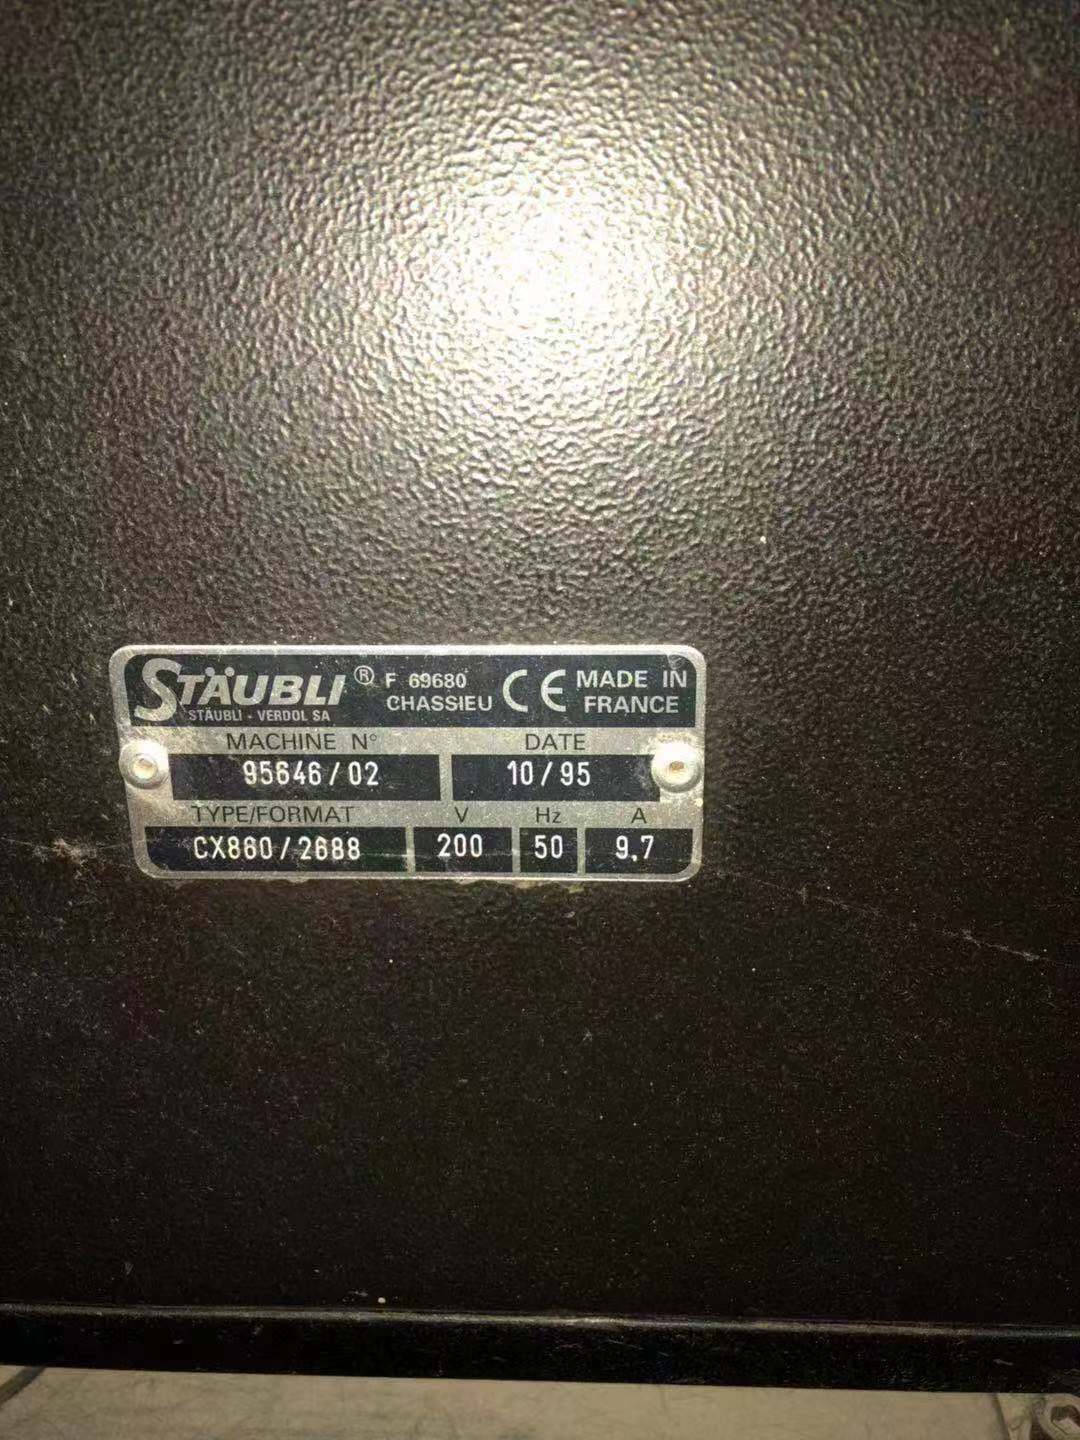 STÄUBLI ® F 69680 CHASSIEU CE MADE IN FRANCE
STÄUBLI - VERDOL SA
MACHINE N° DATE
95646/02 10/95
TYPE/FORMAT V Hz A
CX860/2688 200 50 9,7